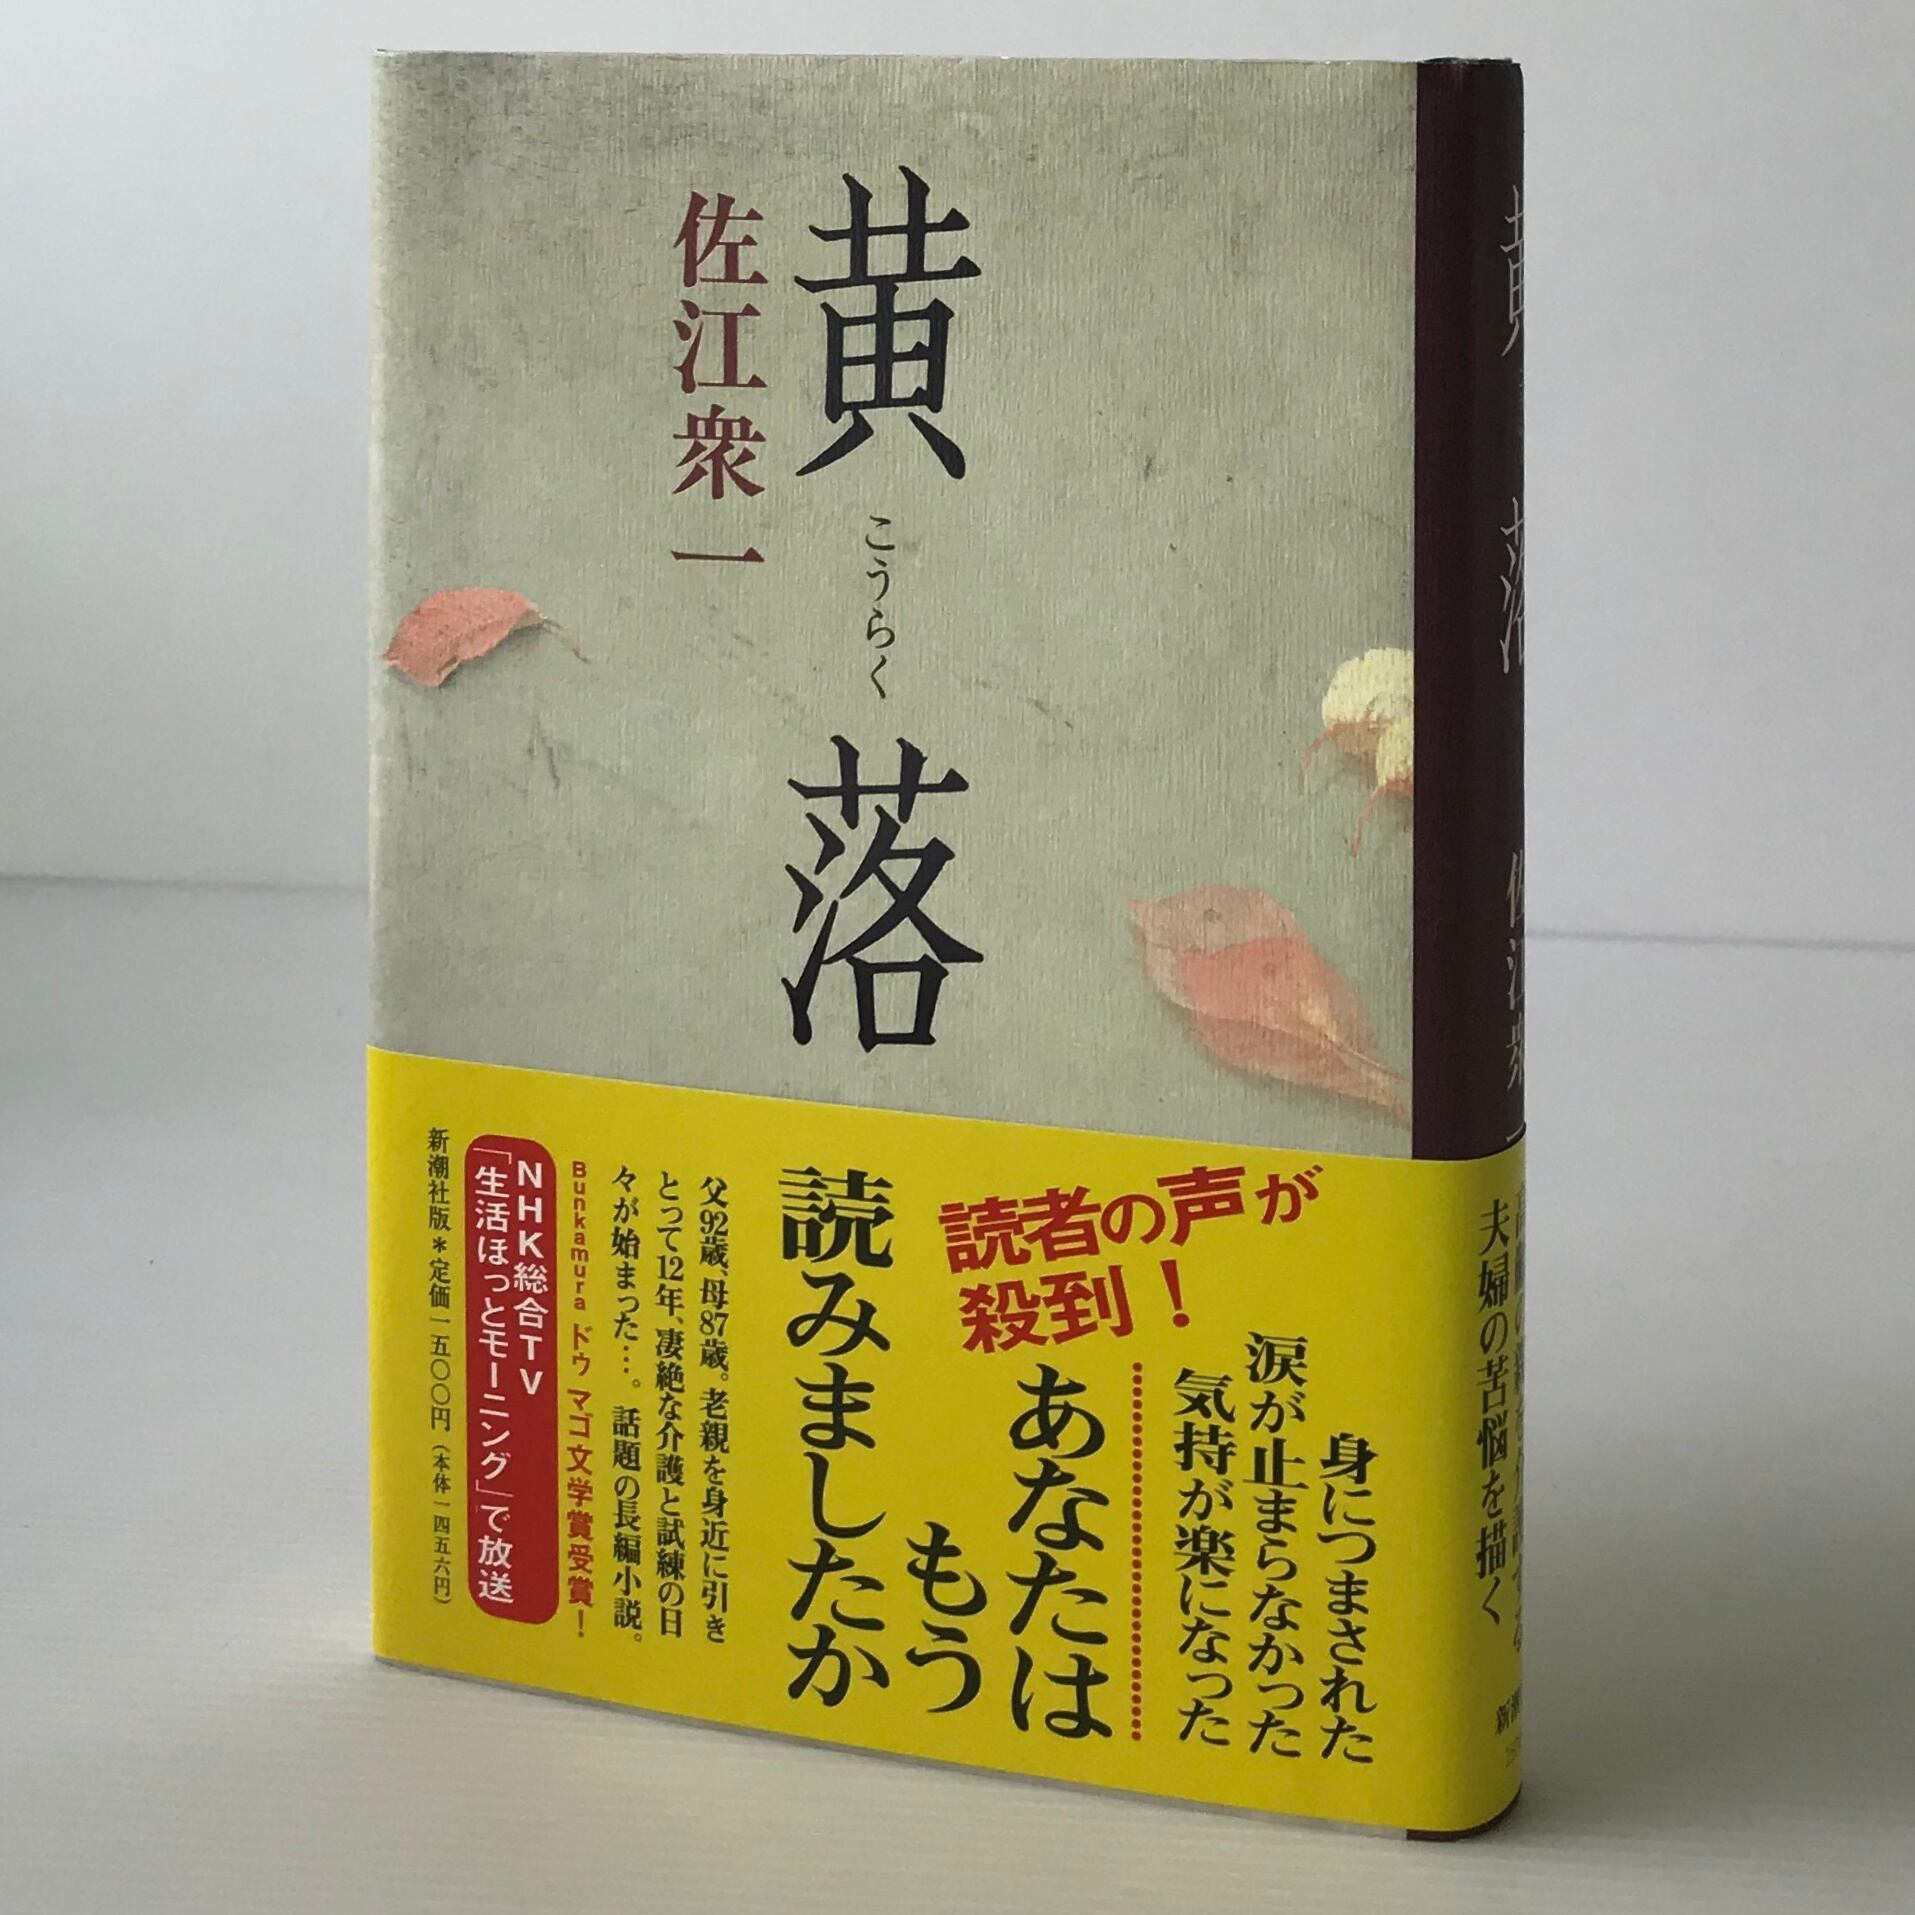 黄落
こうらく
佐江衆一
読者の声が
殺到!
身につまされた
涙が止まらなかった
気持が楽になった
あなたは
もう
読みましたか
父92歳、母87歳。老親を身近に引き
とって12年、凄絶な介護と試練の日
々が始まった…。話題の長編小説。
Bunkamura ドゥ マゴ文学賞受賞!
NHK総合TV
「生活ほっとモーニング」で放送
新潮社版*定価一五〇〇円(本体一四五六円)
黄落 佐江衆一
夫婦の苦悩を描く